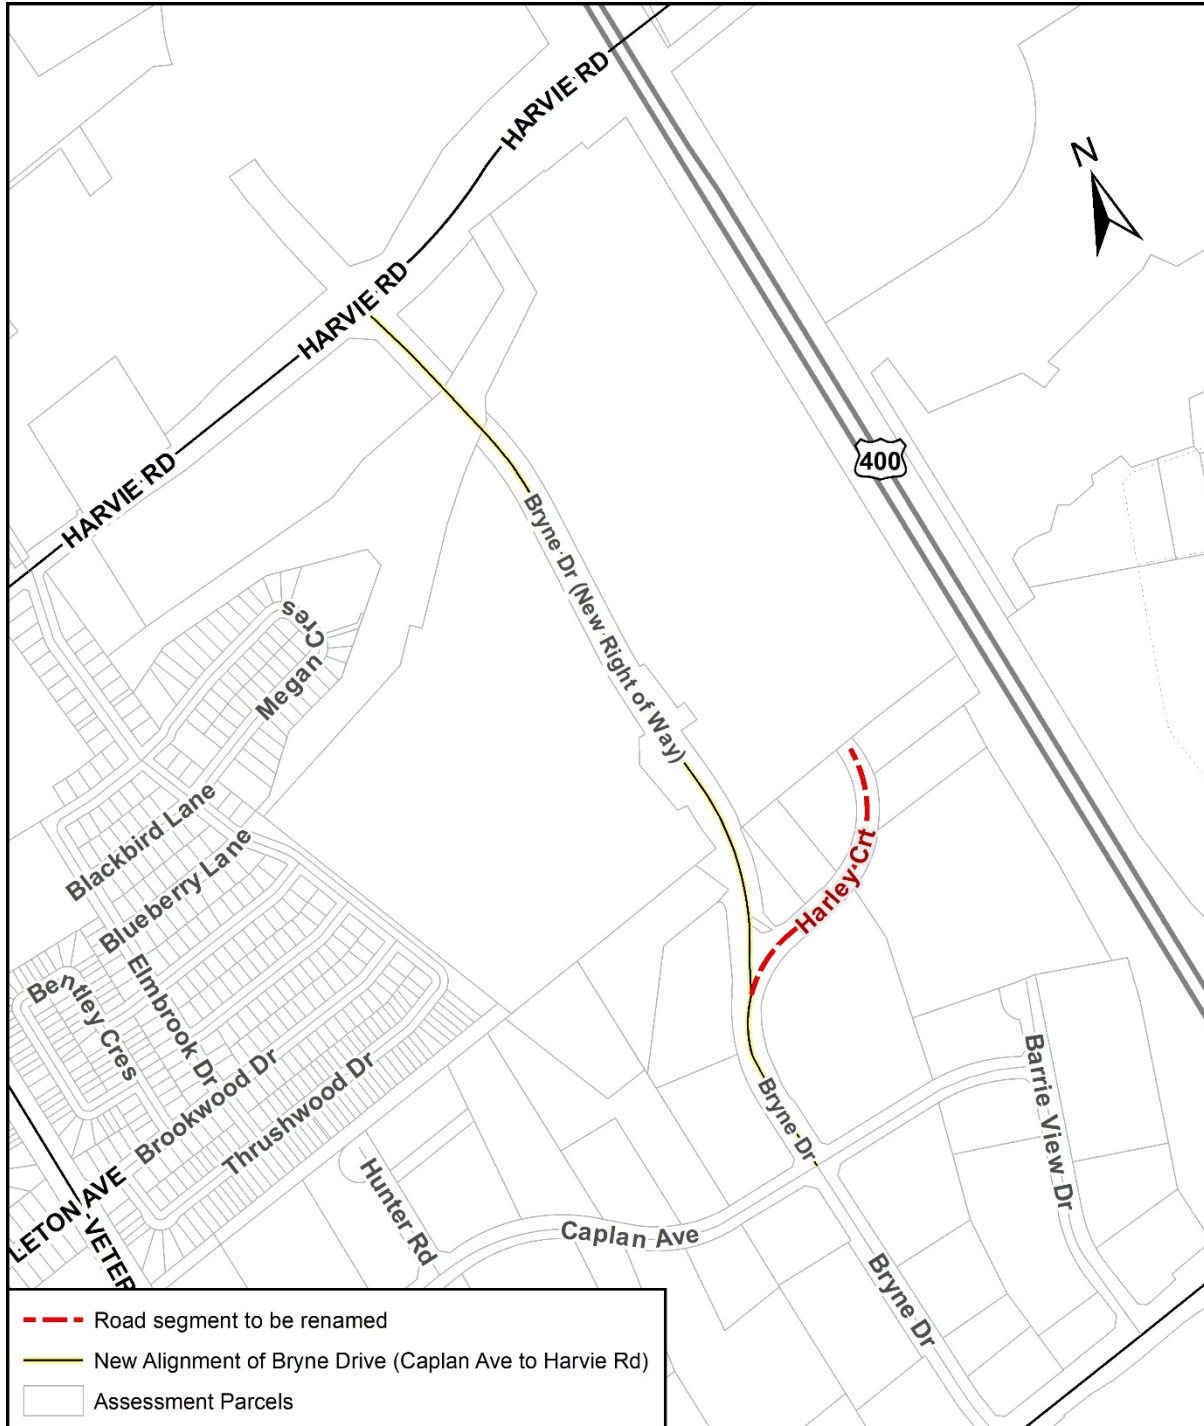 HARVIE RD
N
HARVIE RD
400
HARVIE RD
Bryne Dr (New Right of Way)
Megan Cres
Blackbird Lane
Blueberry Lane
Harley Crt
Bentley Cres
Elmbrook Dr
Brookwood Dr
Thrushwood Dr
Barrie View Dr
Bryne Dr
Hunter Rd
Caplan Ave
LETON AVE
VETER
Bryne Dr
Road segment to be renamed
New Alignment of Bryne Drive (Caplan Ave to Harvie Rd)
Assessment Parcels